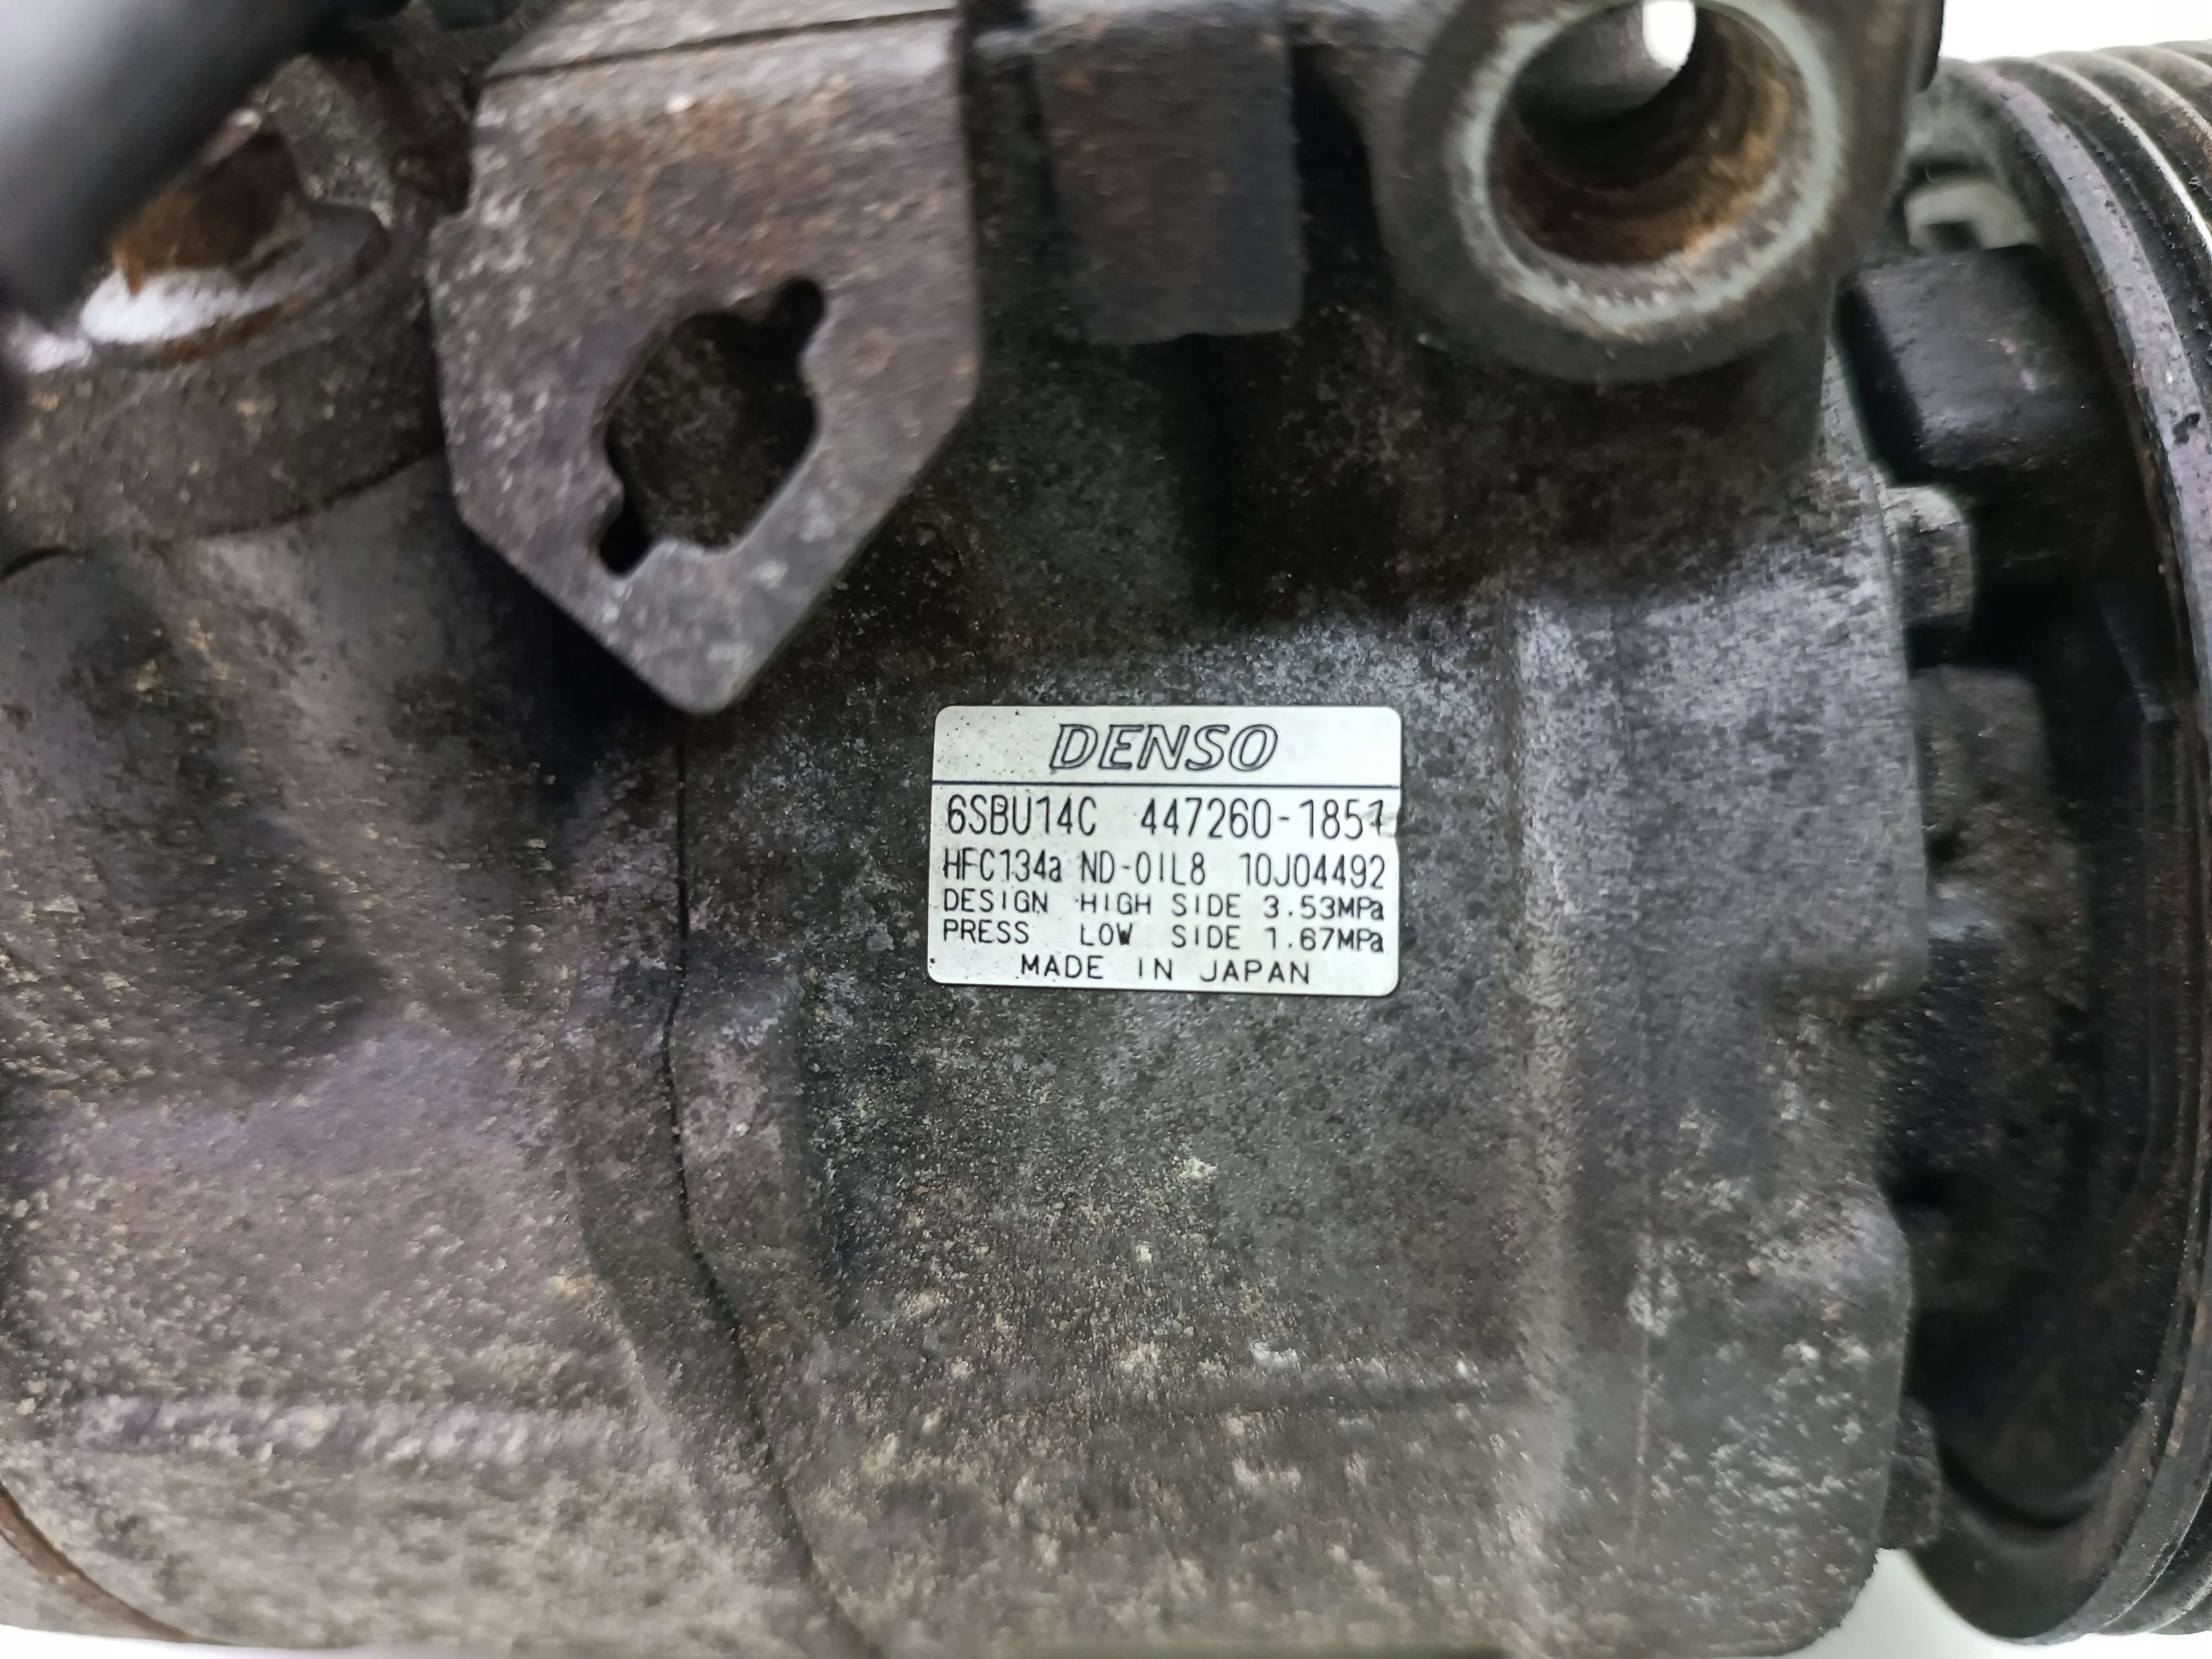 DENSO
6SBU14C 447260-1851
HFC134a ND-OIL8 10J04492
DESIGN HIGH SIDE 3.53MPa
PRESS LOW SIDE 1.67MPa
MADE IN JAPAN